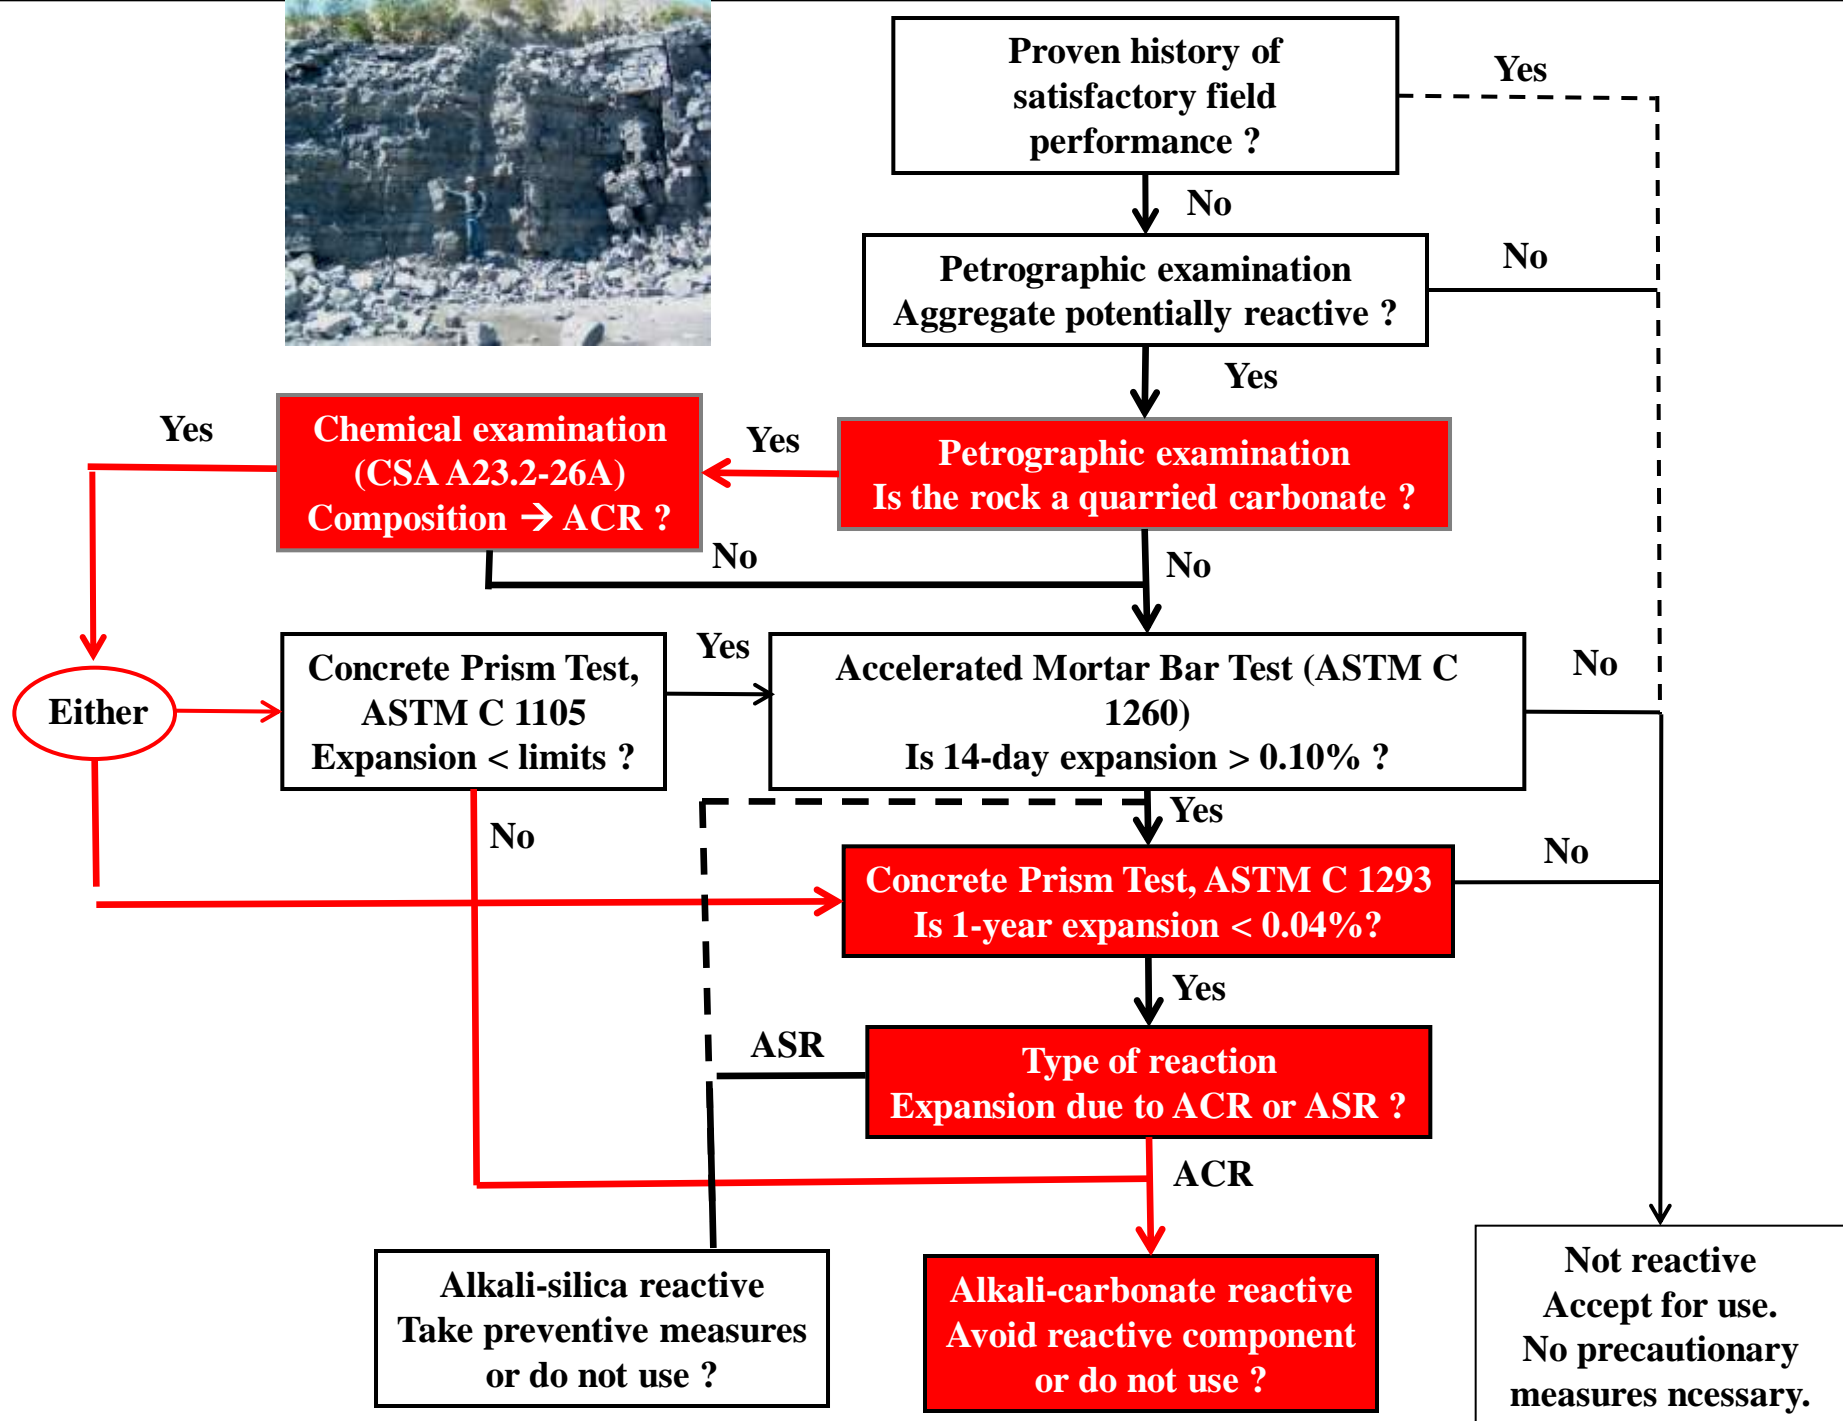 Proven history of
satisfactory field
performance ?
Yes
No
Petrographic examination
Aggregate potentially reactive ?
No
Yes
Petrographic examination
Is the rock a quarried carbonate ?
Yes
Chemical examination
(CSA A23.2-26A)
Composition → ACR ?
Yes
No
No
Either
Concrete Prism Test,
ASTM C 1105
Expansion < limits ?
Yes
Accelerated Mortar Bar Test (ASTM C
1260)
Is 14-day expansion > 0.10% ?
No
No
Yes
Concrete Prism Test, ASTM C 1293
Is 1-year expansion < 0.04%?
No
Yes
Type of reaction
Expansion due to ACR or ASR ?
ASR
ACR
Alkali-silica reactive
Take preventive measures
or do not use ?
Alkali-carbonate reactive
Avoid reactive component
or do not use ?
Not reactive
Accept for use.
No precautionary
measures ncessary.